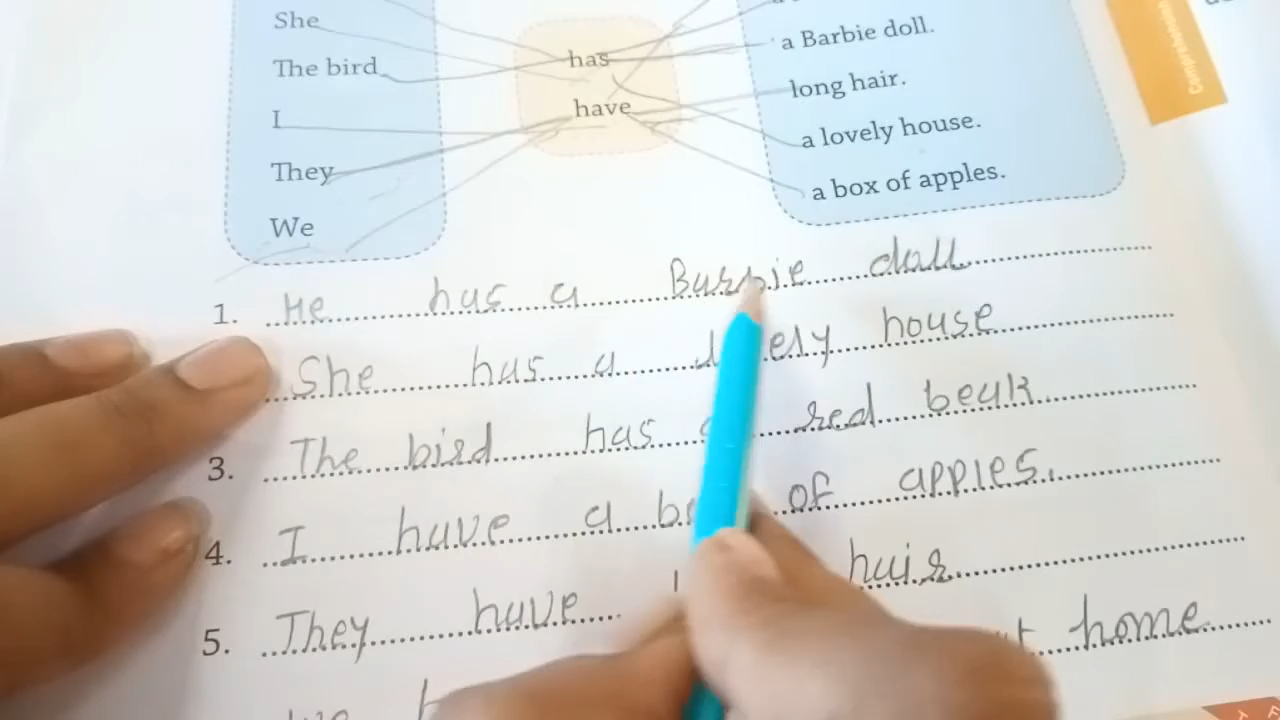 She
The bird
I
They
We
has
have
a Barbie doll.
long hair.
a lovely house.
a box of apples.
Comprehension
1. He has a Barbie doll
She has a house
3. The bird has red beak
4. I have a of apples.
5. They have hair
home